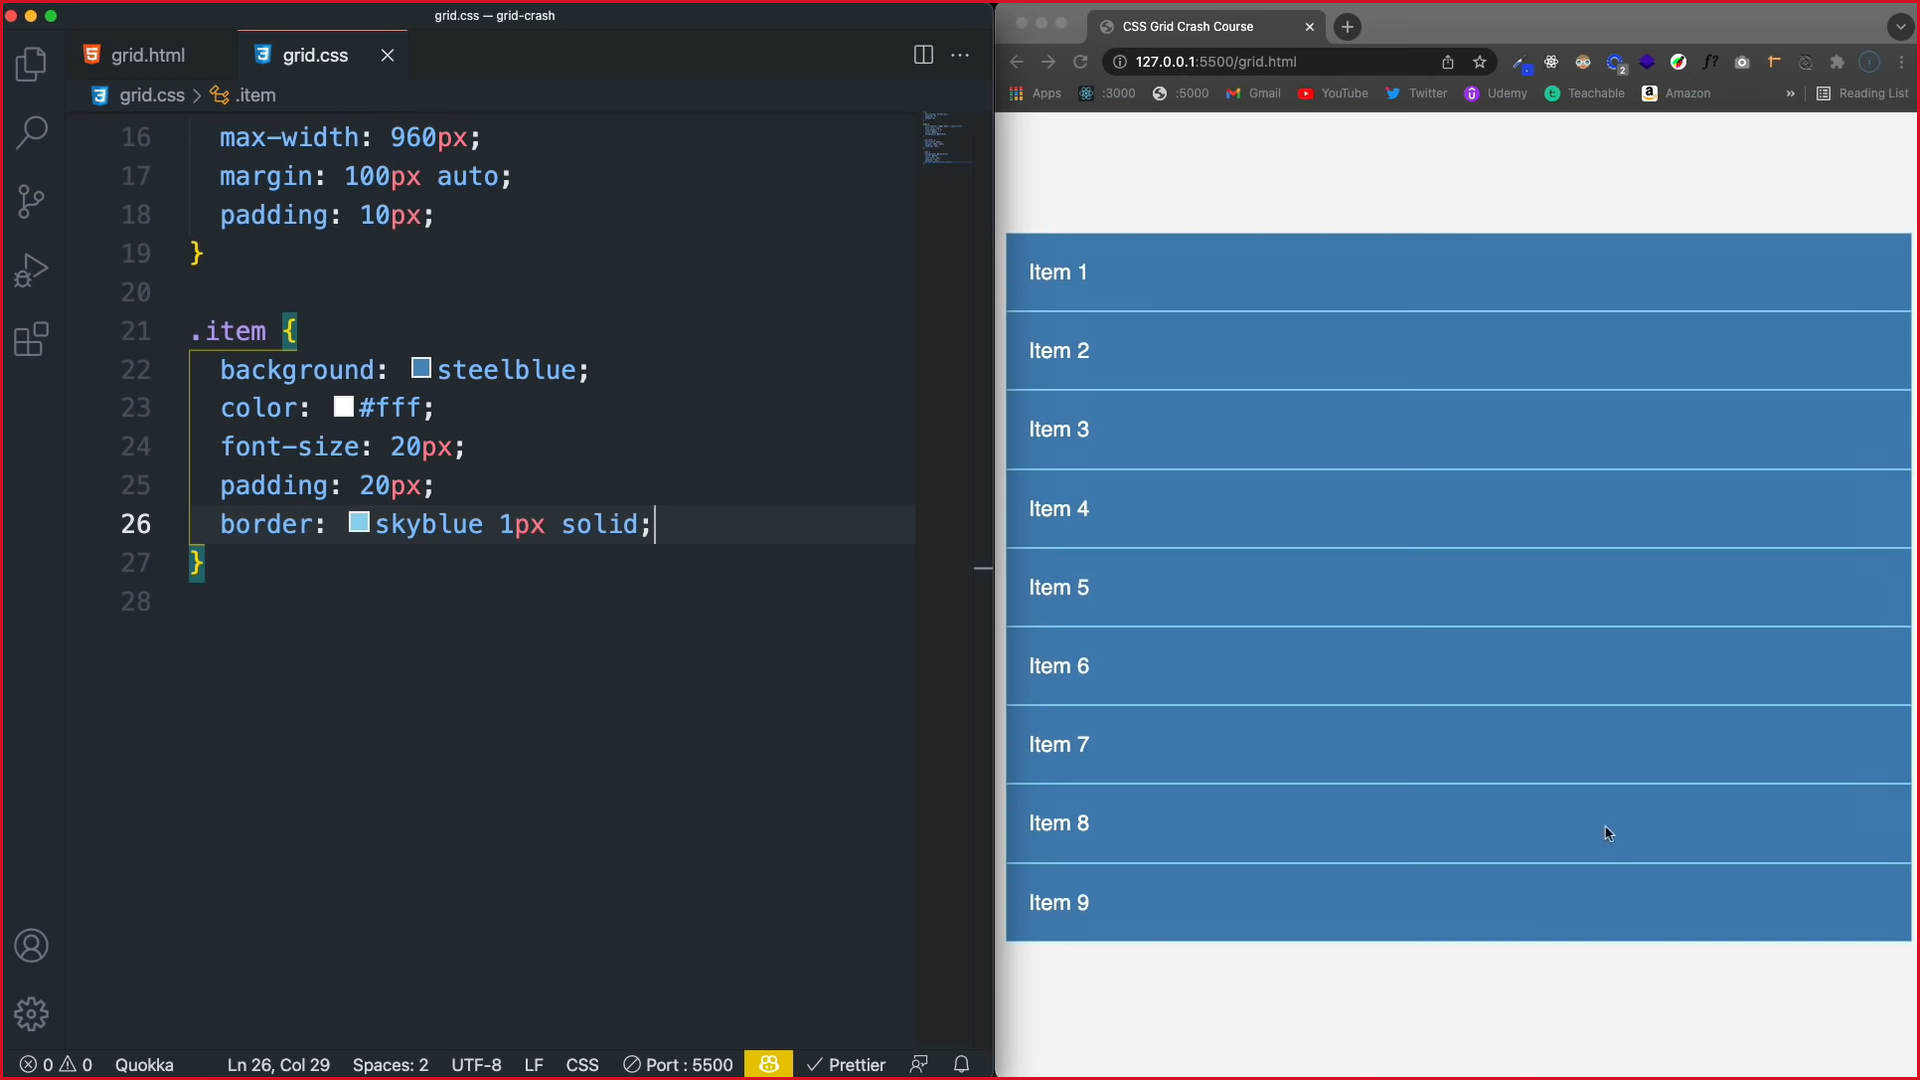 grid.css — grid-crash
grid.html
grid.css
grid.css > .item
16 max-width: 960px;
17 margin: 100px auto;
18 padding: 10px;
19 }
20
21 .item {
22 background: steelblue;
23 color: #fff;
24 font-size: 20px;
25 padding: 20px;
26 border: skyblue 1px solid;
27 }
28
0 0 Quokka Ln 26, Col 29 Spaces: 2 UTF-8 LF CSS Port : 5500 Prettier
CSS Grid Crash Course
127.0.0.1:5500/grid.html
Apps :3000 :5000 Gmail YouTube Twitter Udemy Teachable Amazon » Reading List
Item 1
Item 2
Item 3
Item 4
Item 5
Item 6
Item 7
Item 8
Item 9